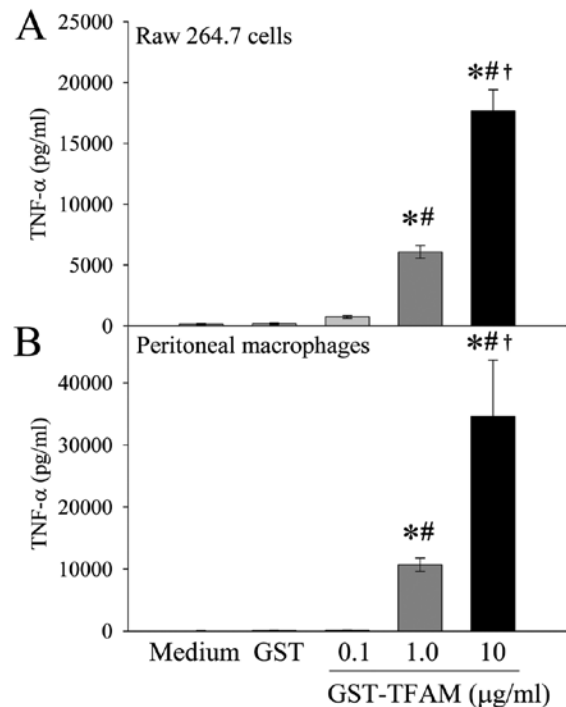 A
Raw 264.7 cells
TNF-α (pg/ml)
25000
20000
15000
10000
5000
0
*#
*#†
B
Peritoneal macrophages
TNF-α (pg/ml)
40000
30000
20000
10000
0
*#
*#†
Medium GST 0.1 1.0 10
GST-TFAM (μg/ml)